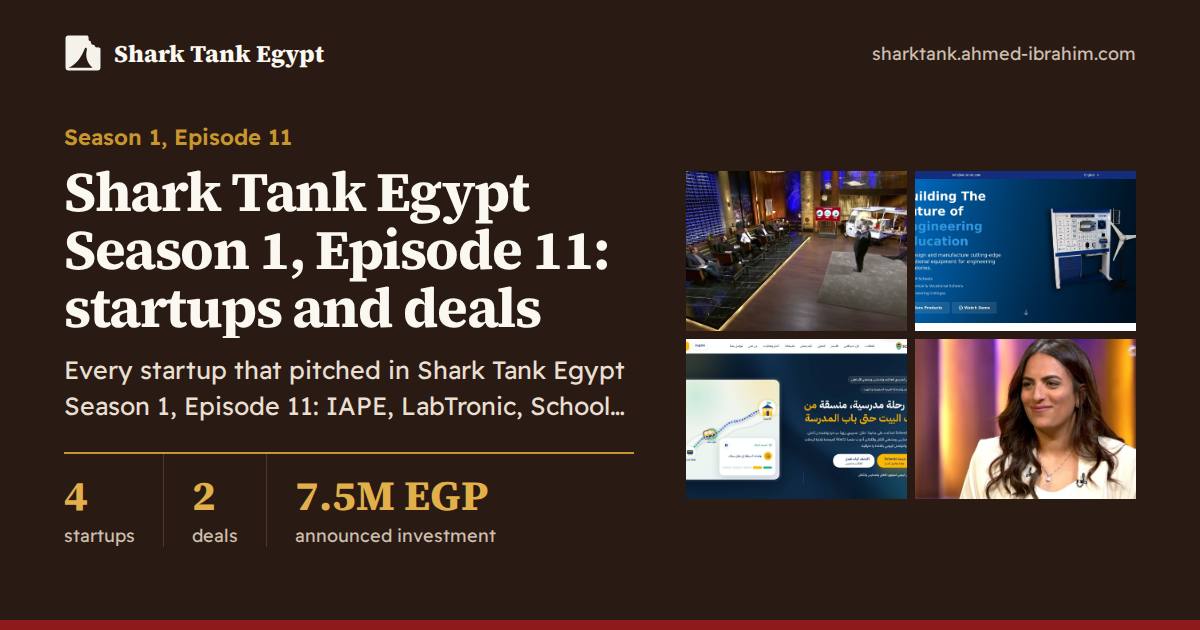 Shark Tank Egypt
sharktank.ahmed-ibrahim.com
Season 1, Episode 11
Shark Tank Egypt
Season 1, Episode 11:
startups and deals
Every startup that pitched in Shark Tank Egypt
Season 1, Episode 11: IAPE, LabTronic, School...
4
startups
2
deals
7.5M EGP
announced investment
uilding The
ture of
gineering
ducation
رحلة مدرسية، منسقة من
البيت حتى باب المدرسة